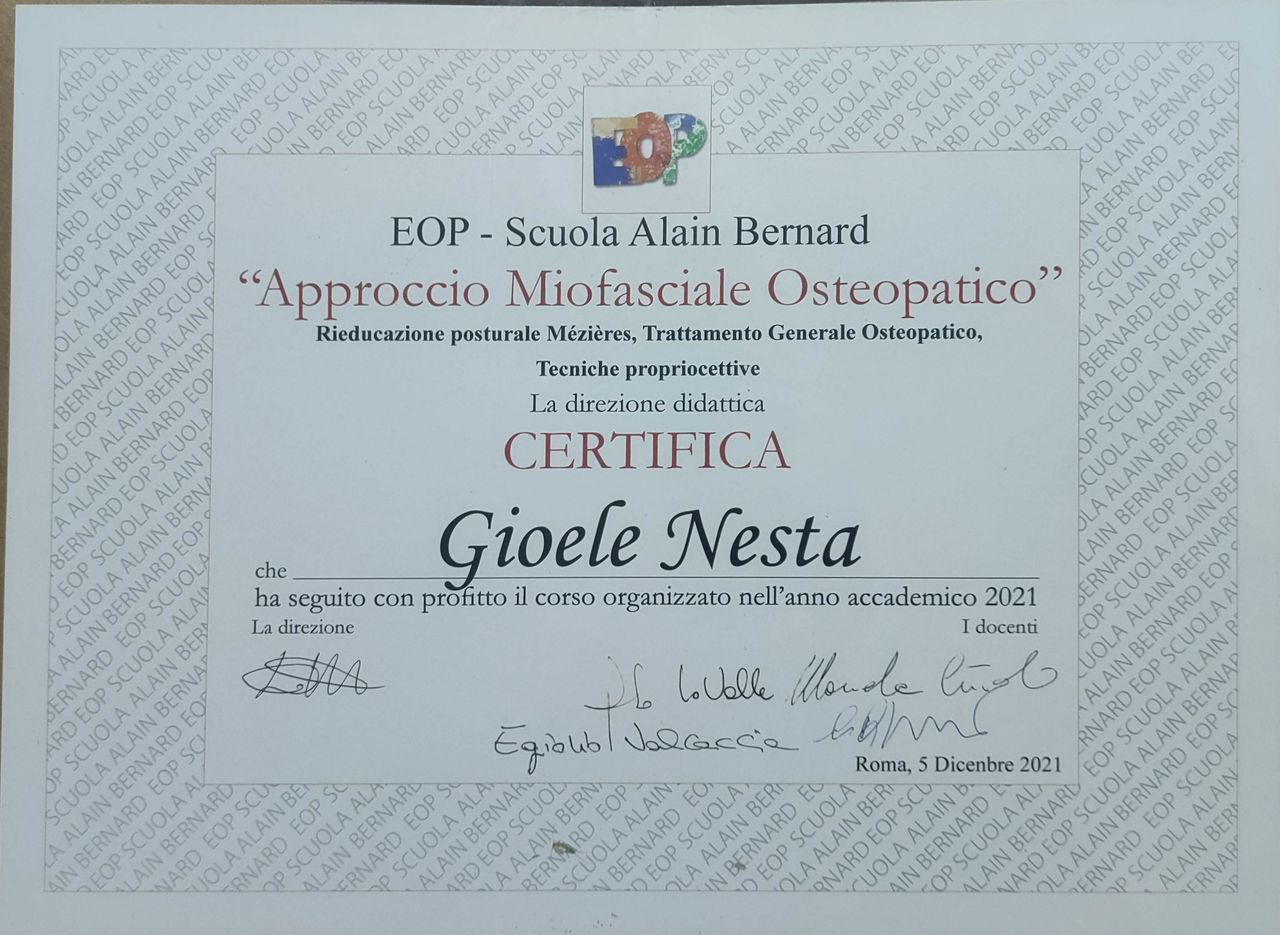 EOP
EOP - Scuola Alain Bernard
“Approccio Miofasciale Osteopatico”
Rieducazione posturale Mézières, Trattamento Generale Osteopatico,
Tecniche propriocettive
La direzione didattica
CERTIFICA
che Gioele Nesta
ha seguito con profitto il corso organizzato nell'anno accademico 2021
La direzione I docenti
Roma, 5 Dicenbre 2021